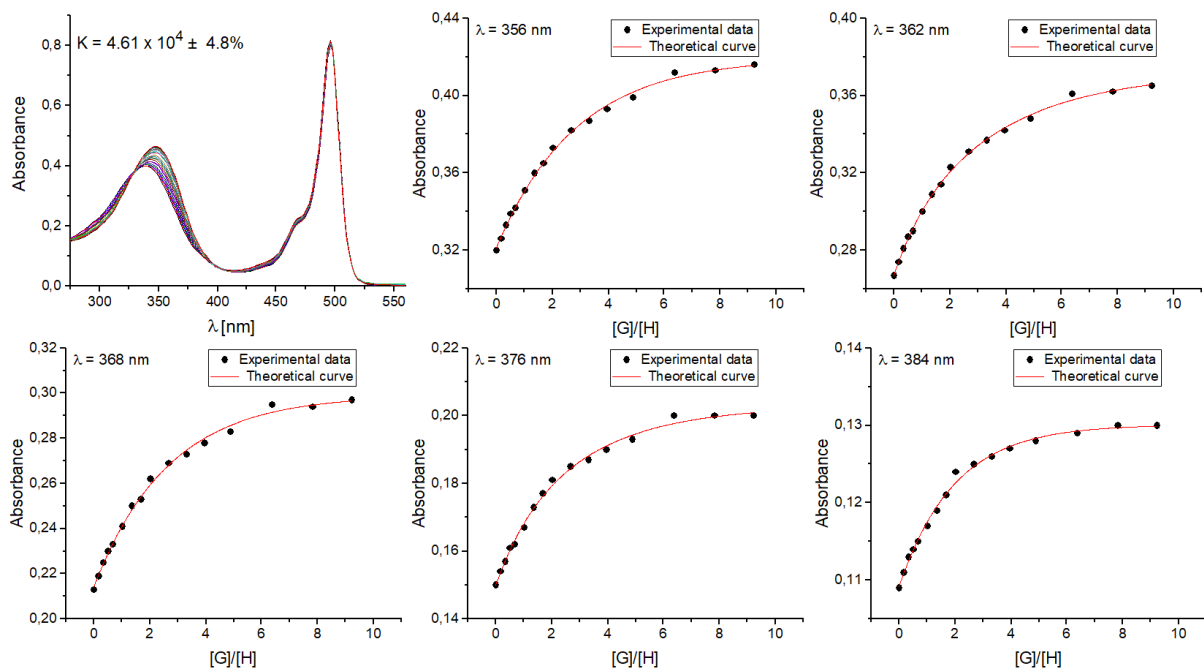 K = 4.61 x 10⁴ ± 4.8%
Absorbance
0,8
0,6
0,4
0,2
0,0
300 350 400 450 500 550
λ [nm]
λ = 356 nm
Experimental data
Theoretical curve
Absorbance
0,44
0,40
0,36
0,32
0 2 4 6 8 10
[G]/[H]
λ = 362 nm
Experimental data
Theoretical curve
Absorbance
0,40
0,36
0,32
0,28
0 2 4 6 8 10
[G]/[H]
λ = 368 nm
Experimental data
Theoretical curve
Absorbance
0,32
0,30
0,28
0,26
0,24
0,22
0,20
0 2 4 6 8 10
[G]/[H]
λ = 376 nm
Experimental data
Theoretical curve
Absorbance
0,22
0,20
0,18
0,16
0,14
0 2 4 6 8 10
[G]/[H]
λ = 384 nm
Experimental data
Theoretical curve
Absorbance
0,14
0,13
0,12
0,11
0 2 4 6 8 10
[G]/[H]